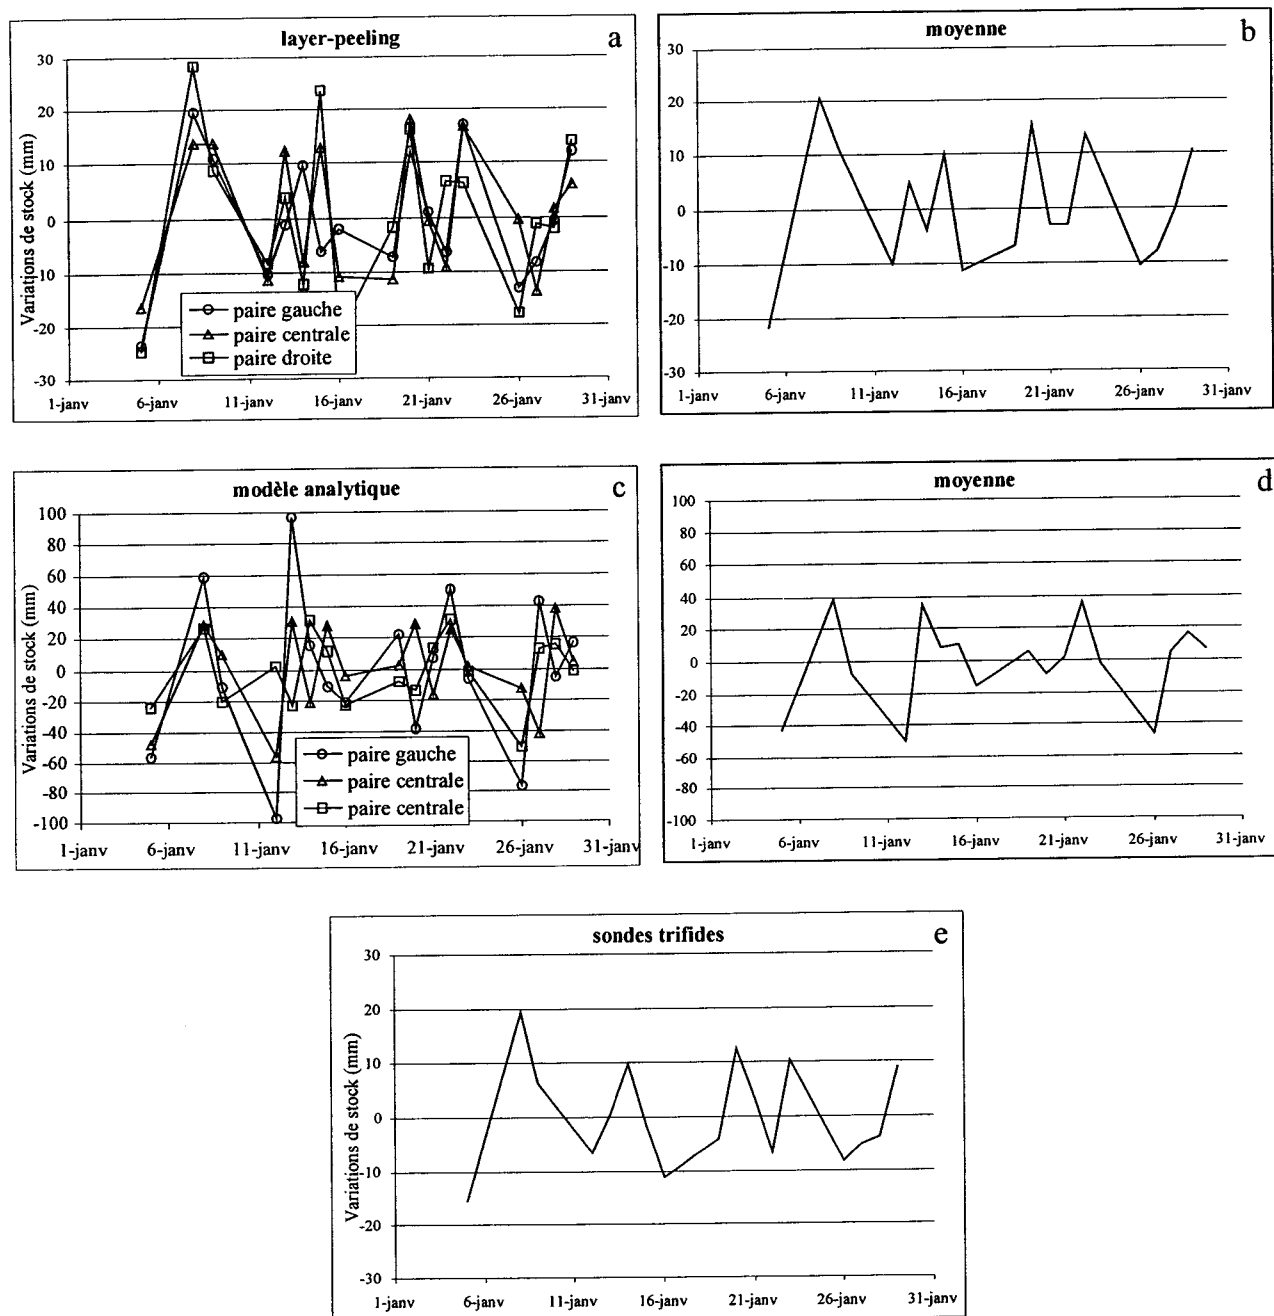 layer-peeling
a
Variations de stock (mm)
30
20
10
0
-10
-20
-30
paire gauche
paire centrale
paire droite
1-janv 6-janv 11-janv 16-janv 21-janv 26-janv 31-janv
moyenne
b
30
20
10
0
-10
-20
-30
1-janv 6-janv 11-janv 16-janv 21-janv 26-janv 31-janv
modèle analytique
c
Variations de stock (mm)
100
80
60
40
20
0
-20
-40
-60
-80
-100
paire gauche
paire centrale
paire centrale
1-janv 6-janv 11-janv 16-janv 21-janv 26-janv 31-janv
moyenne
d
100
80
60
40
20
0
-20
-40
-60
-80
-100
1-janv 6-janv 11-janv 16-janv 21-janv 26-janv 31-janv
sondes trifides
e
Variations de stock (mm)
30
20
10
0
-10
-20
-30
1-janv 6-janv 11-janv 16-janv 21-janv 26-janv 31-janv